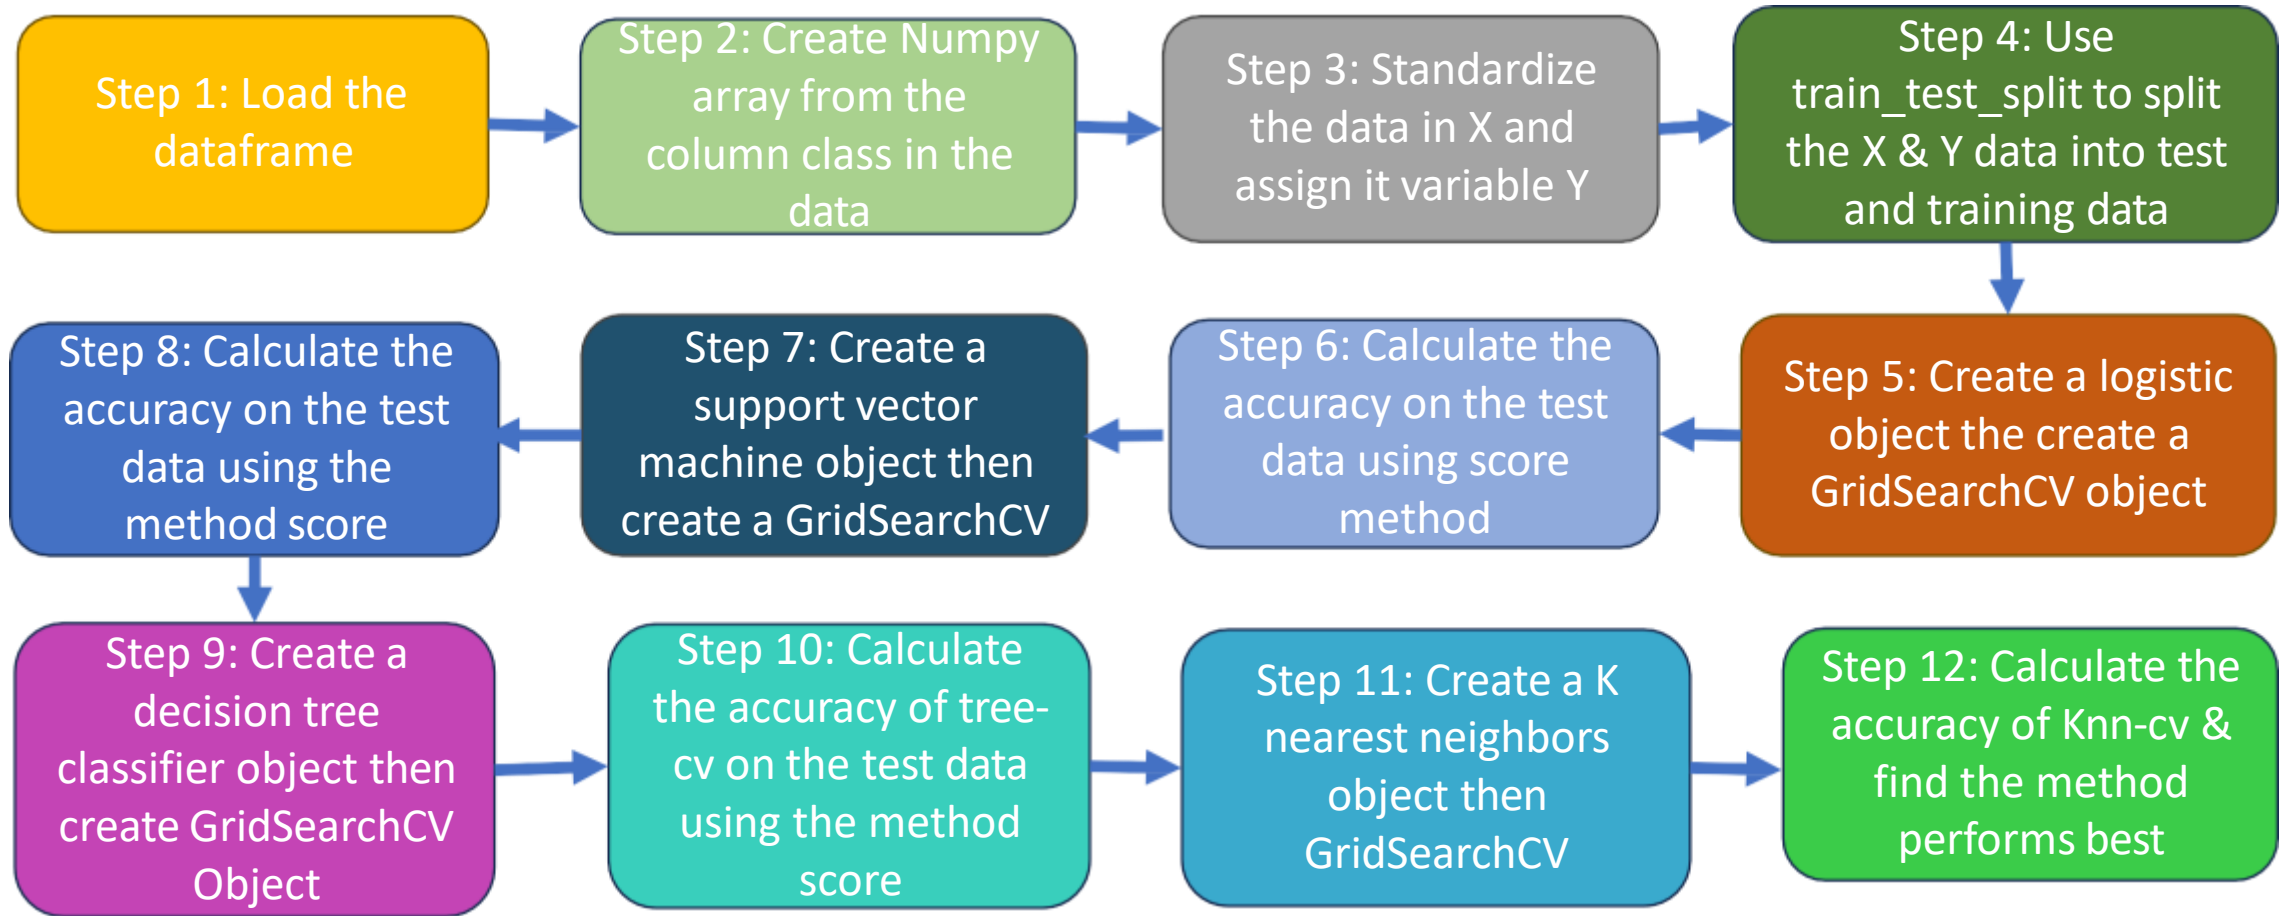 Step 1: Load the
dataframe
Step 2: Create Numpy
array from the
column class in the
data
Step 3: Standardize
the data in X and
assign it variable Y
Step 4: Use
train_test_split to split
the X & Y data into test
and training data
Step 5: Create a logistic
object the create a
GridSearchCV object
Step 6: Calculate the
accuracy on the test
data using score
method
Step 7: Create a
support vector
machine object then
create a GridSearchCV
Step 8: Calculate the
accuracy on the test
data using the
method score
Step 9: Create a
decision tree
classifier object then
create GridSearchCV
Object
Step 10: Calculate
the accuracy of tree-
cv on the test data
using the method
score
Step 11: Create a K
nearest neighbors
object then
GridSearchCV
Step 12: Calculate the
accuracy of Knn-cv &
find the method
performs best